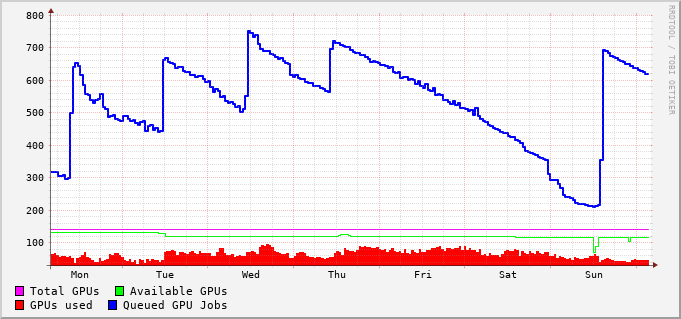 800
700
600
500
400
300
200
100
Mon Tue Wed Thu Fri Sat Sun
Total GPUs Available GPUs
GPUs used Queued GPU Jobs
RRDTOOL / TOBI OETIKER